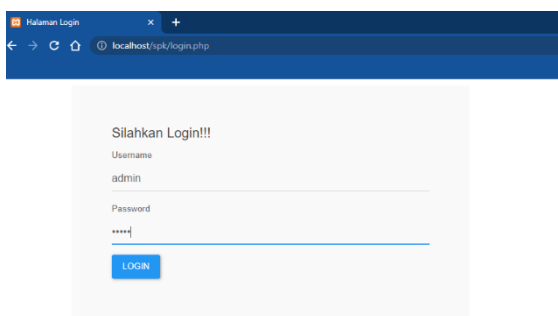 Halaman Login
localhost/spk/login.php
Silahkan Login!!!
Username
admin
Password
•••••
LOGIN